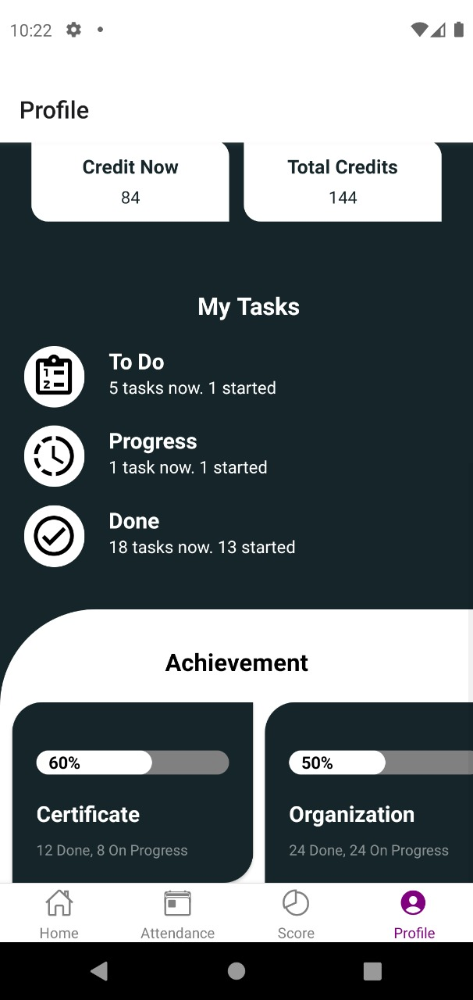 10:22
Profile
Credit Now
84
Total Credits
144
My Tasks
1
2
To Do
5 tasks now. 1 started
Progress
1 task now. 1 started
Done
18 tasks now. 13 started
Achievement
60%
Certificate
12 Done, 8 On Progress
50%
Organization
24 Done, 24 On Progress
Home
Attendance
Score
Profile